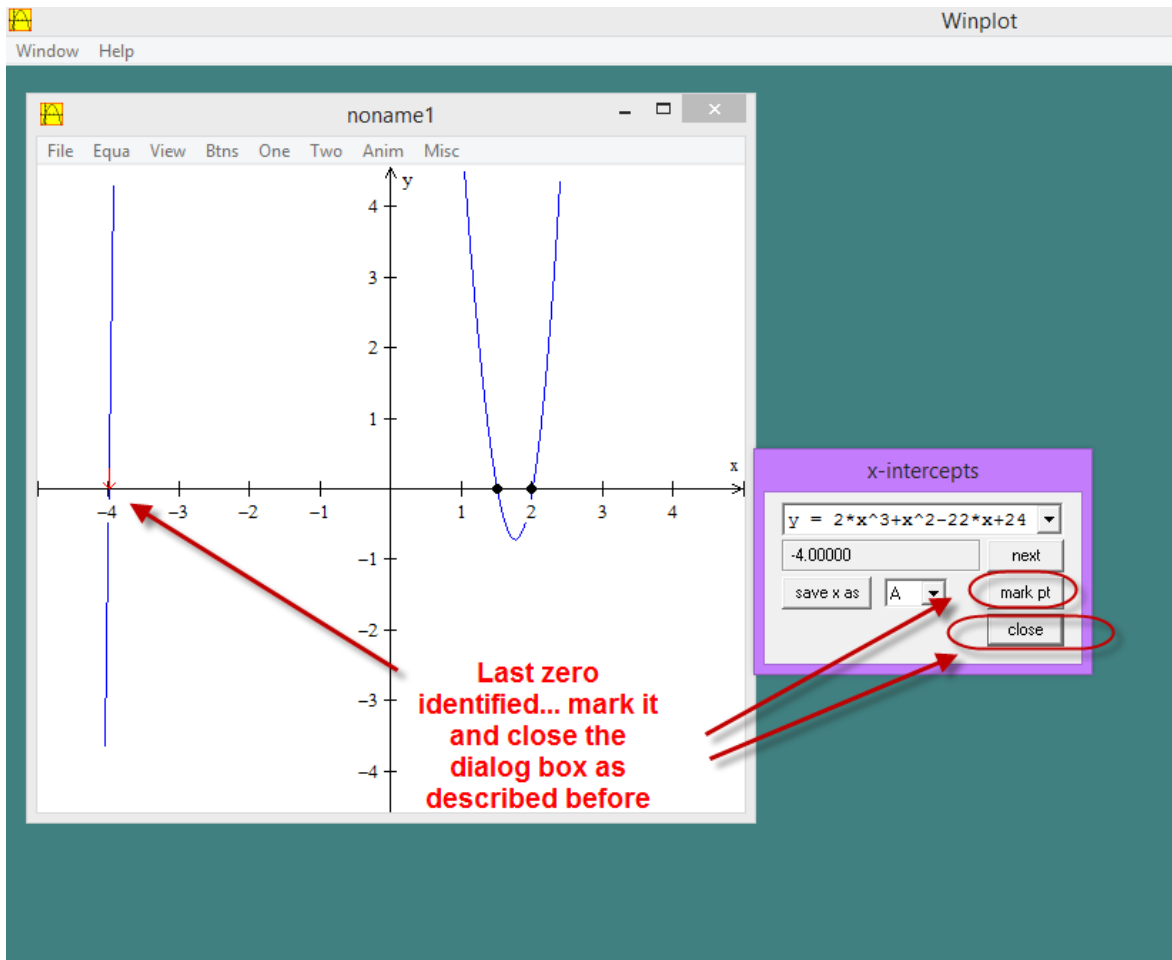 Winplot
Window Help
noname1
File Equa View Btns One Two Anim Misc
y
4
3
2
1
x
−4 −3 −2 −1 1 2 3 4
−1
−2
−3
−4
x-intercepts
y = 2*x^3+x^2-22*x+24
-4.00000 next
save x as A mark pt
close
Last zero
identified... mark it
and close the
dialog box as
described before